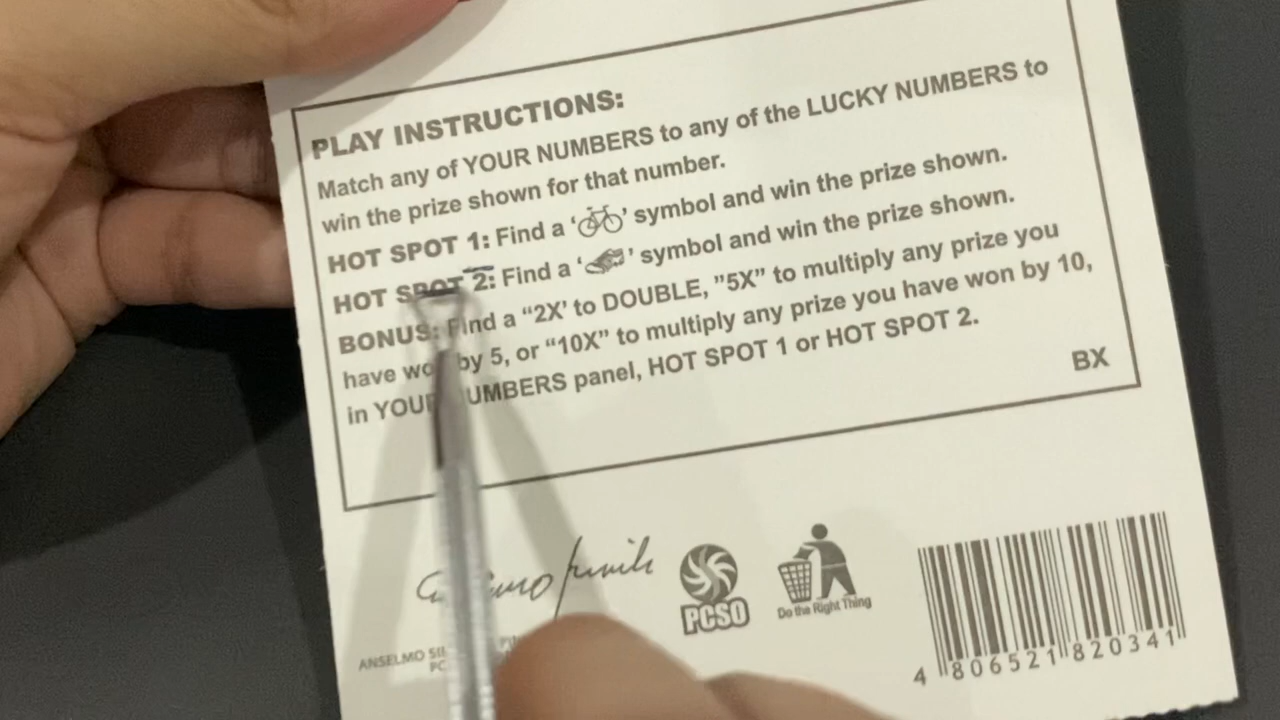 PLAY INSTRUCTIONS:
Match any of YOUR NUMBERS to any of the LUCKY NUMBERS to
win the prize shown for that number.
HOT SPOT 1: Find a ‘ ’ symbol and win the prize shown.
HOT SPOT 2: Find a ‘ ’ symbol and win the prize shown.
BONUS: Find a “2X’ to DOUBLE, ”5X” to multiply any prize you
have by 5, or “10X” to multiply any prize you have won by 10,
in panel, HOT SPOT 1 or HOT SPOT 2.
BX
PCSO
Do the Right Thing
ANSELMO
4 806521 820341